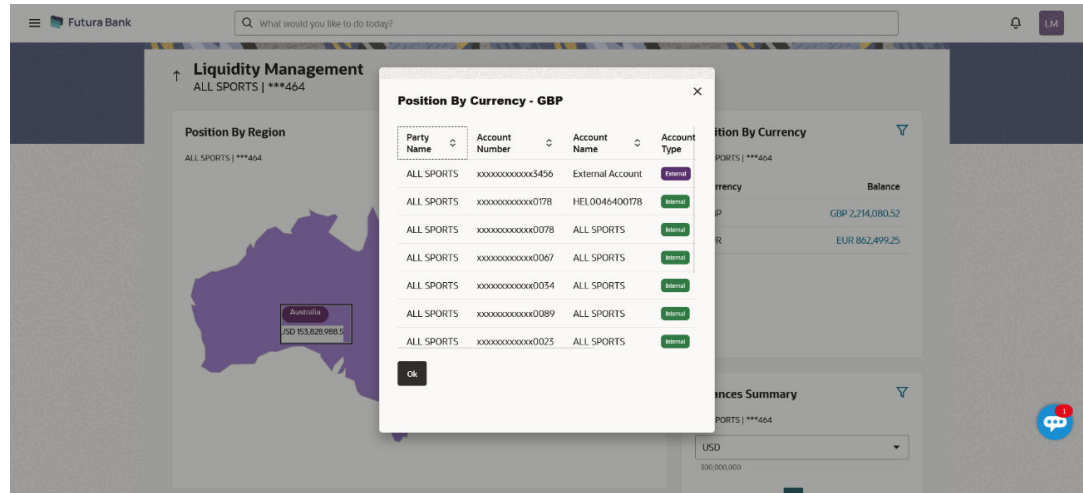 Futura Bank
What would you like to do today?
LM
Liquidity Management
ALL SPORTS | ***464
Position By Region
ALL SPORTS | ***464
Australia
USD 153,828,988.5
Position By Currency - GBP
Party Name
Account Number
Account Name
Account Type
ALL SPORTS xxxxxxxxxxxx3456 External Account External
ALL SPORTS xxxxxxxxxxxx0178 HEL0046400178 Internal
ALL SPORTS xxxxxxxxxxxx0078 ALL SPORTS Internal
ALL SPORTS xxxxxxxxxxxx0067 ALL SPORTS Internal
ALL SPORTS xxxxxxxxxxxx0034 ALL SPORTS Internal
ALL SPORTS xxxxxxxxxxxx0089 ALL SPORTS Internal
ALL SPORTS xxxxxxxxxxxx0023 ALL SPORTS Internal
Ok
ition By Currency
PORTS | ***464
rrency Balance
GBP 2,214,080.52
R EUR 862,499.25
ances Summary
PORTS | ***464
USD
300,000,000
1